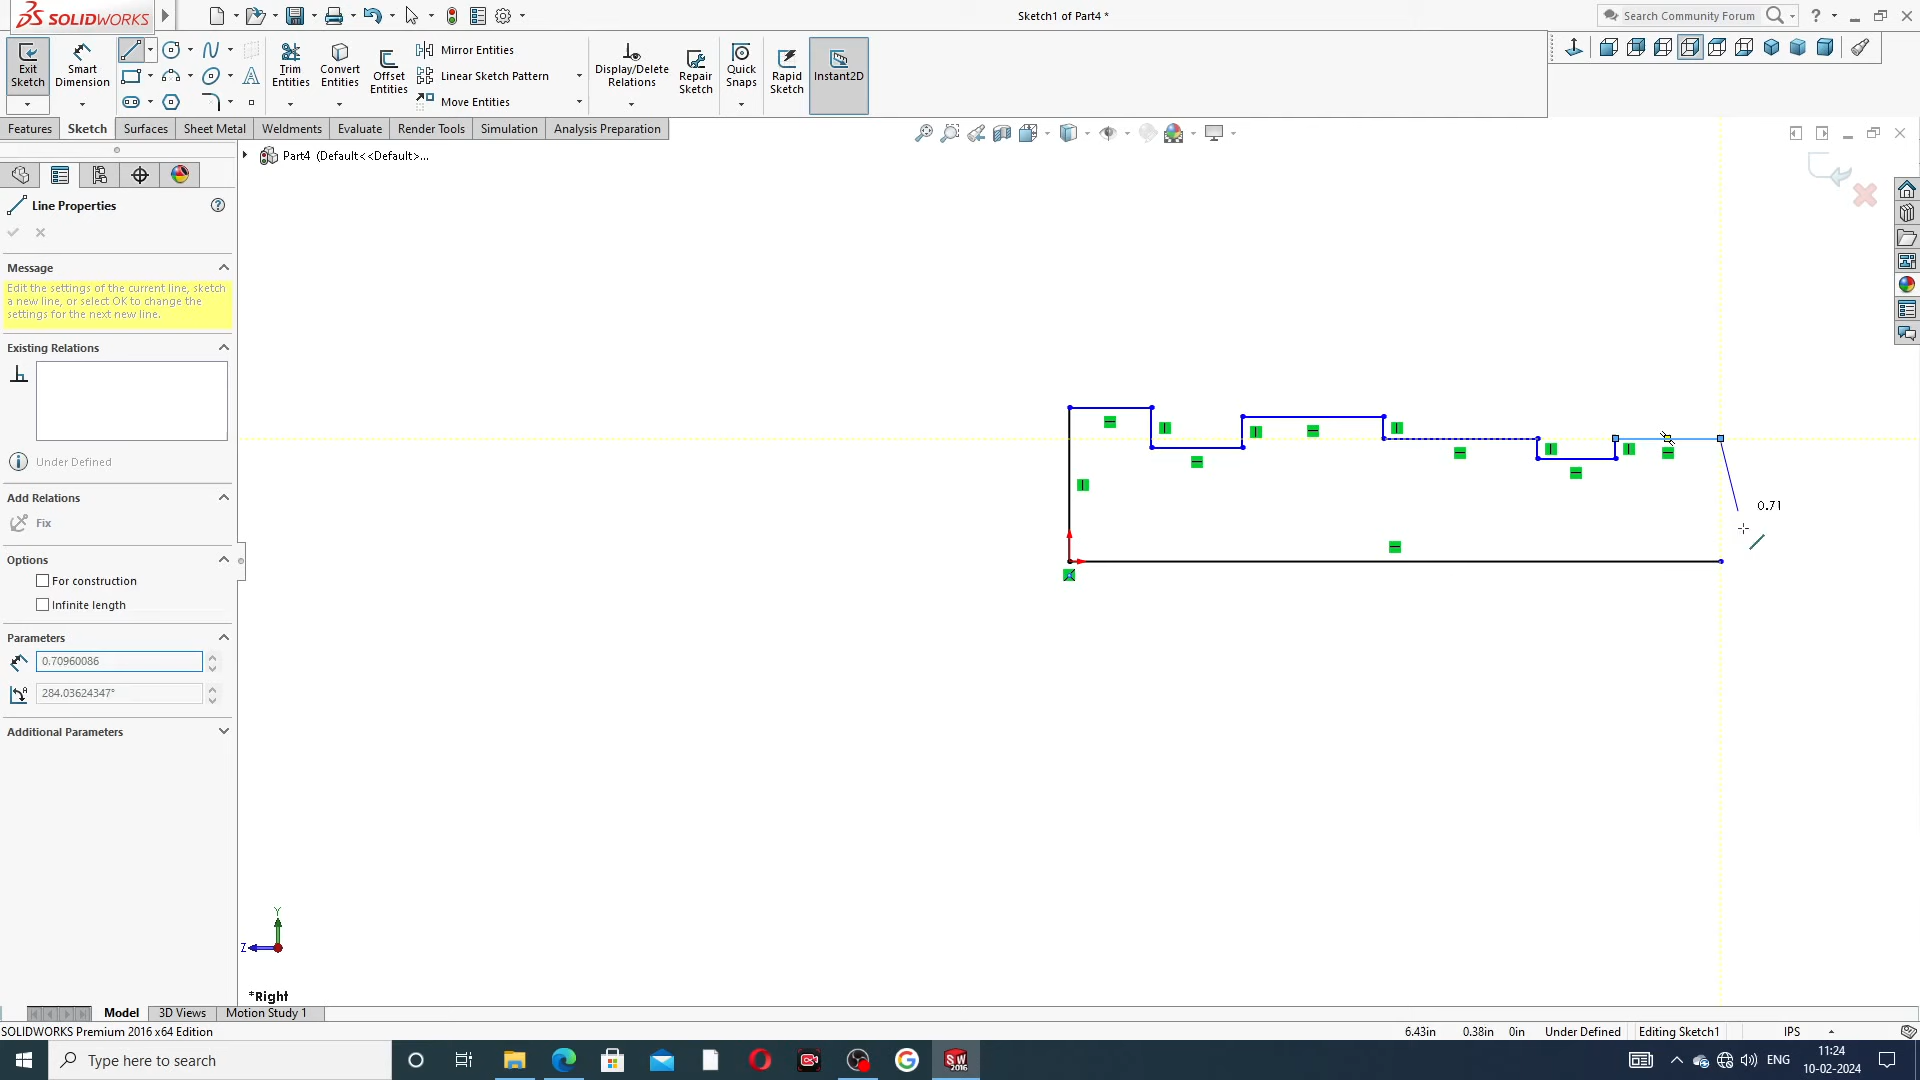 SOLIDWORKS
Sketch1 of Part4 *
Search Community Forum
Exit Sketch
Smart Dimension
Trim Entities
Convert Entities
Offset Entities
Mirror Entities
Linear Sketch Pattern
Move Entities
Display/Delete Relations
Repair Sketch
Quick Snaps
Rapid Sketch
Instant2D
Features
Sketch
Surfaces
Sheet Metal
Weldments
Evaluate
Render Tools
Simulation
Analysis Preparation
Part4 (Default<<Default>...
Line Properties
Message
Edit the settings of the current line, sketch
a new line, or select OK to change the
settings for the next new line.
Existing Relations
Under Defined
Add Relations
Fix
Options
For construction
Infinite length
Parameters
0.70960086
284.03624347°
Additional Parameters
0.71
Y
Z
*Right
Model
3D Views
Motion Study 1
SOLIDWORKS Premium 2016 x64 Edition
6.43in
0.38in
0in
Under Defined
Editing Sketch1
IPS
Type here to search
SW
2016
ENG
11:24
10-02-2024